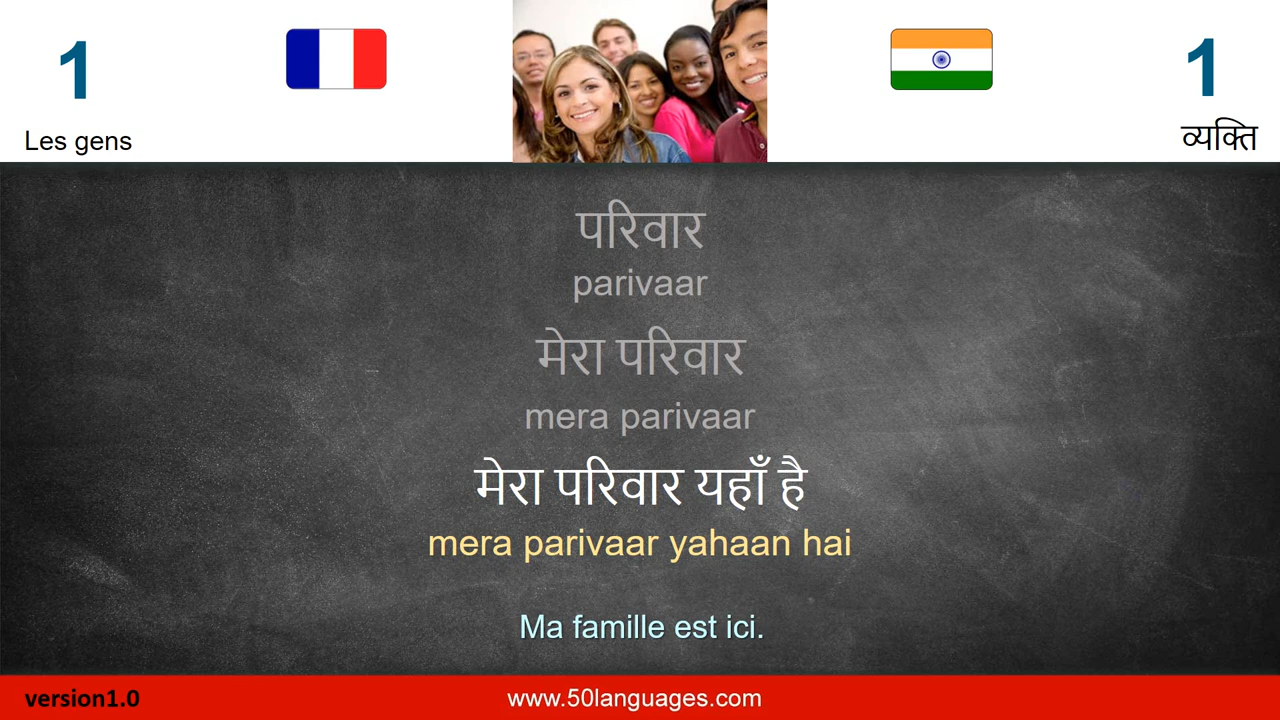 1
1
Les gens
व्यक्ति
परिवार
parivaar
मेरा परिवार
mera parivaar
मेरा परिवार यहाँ है
mera parivaar yahaan hai
Ma famille est ici.
version1.0
www.50languages.com